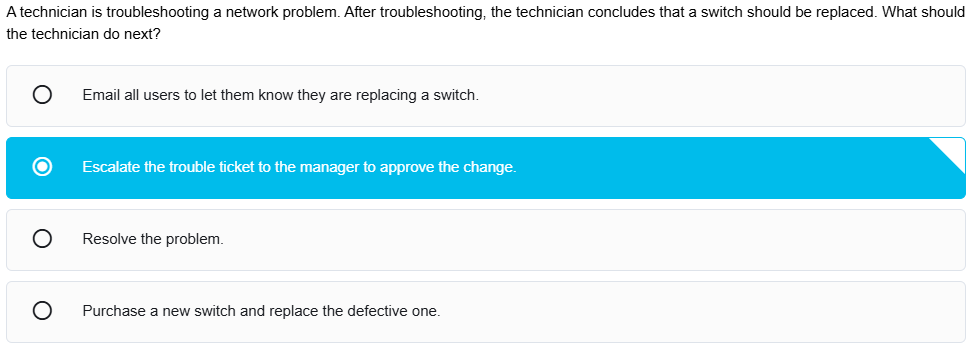 A technician is troubleshooting a network problem. After troubleshooting, the technician concludes that a switch should be replaced. What should
the technician do next?
Email all users to let them know they are replacing a switch.
Escalate the trouble ticket to the manager to approve the change.
Resolve the problem.
Purchase a new switch and replace the defective one.